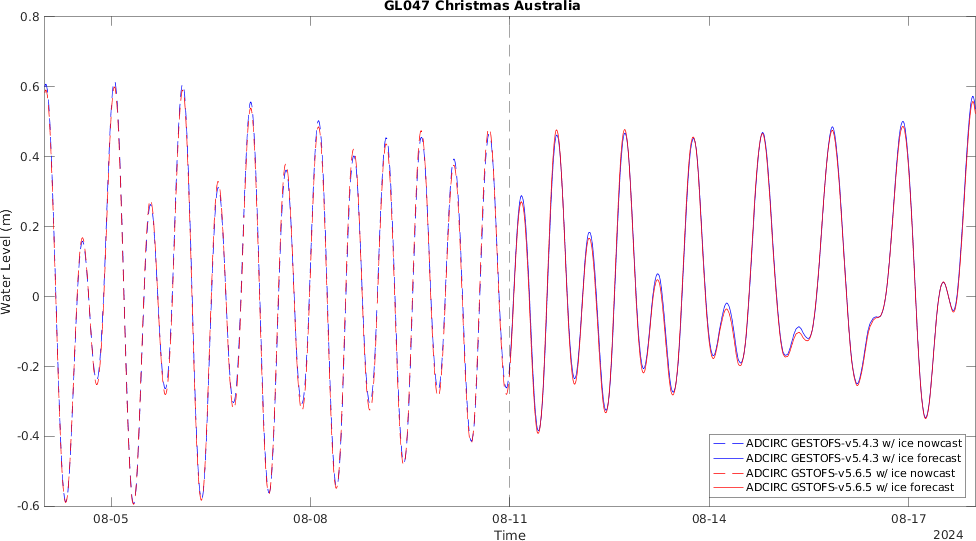 GL047 Christmas Australia
0.8
0.6
0.4
0.2
0
-0.2
-0.4
-0.6
Water Level (m)
ADCIRC GESTOFS-v5.4.3 w/ ice nowcast
ADCIRC GESTOFS-v5.4.3 w/ ice forecast
ADCIRC GSTOFS-v5.6.5 w/ ice nowcast
ADCIRC GSTOFS-v5.6.5 w/ ice forecast
08-05 08-08 08-11 08-14 08-17
Time
2024